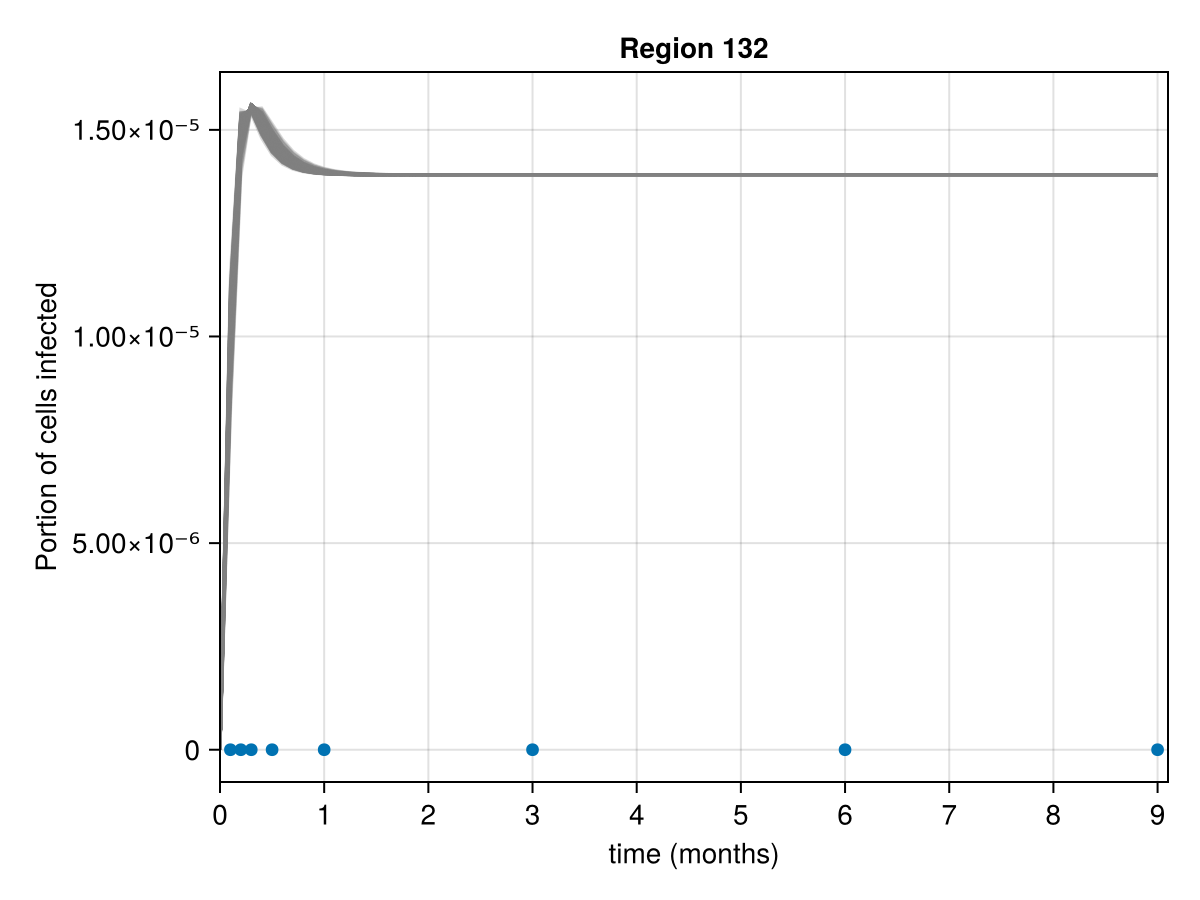 Region 132
Portion of cells infected
1.50×10⁻⁵
1.00×10⁻⁵
5.00×10⁻⁶
0
0 1 2 3 4 5 6 7 8 9
time (months)